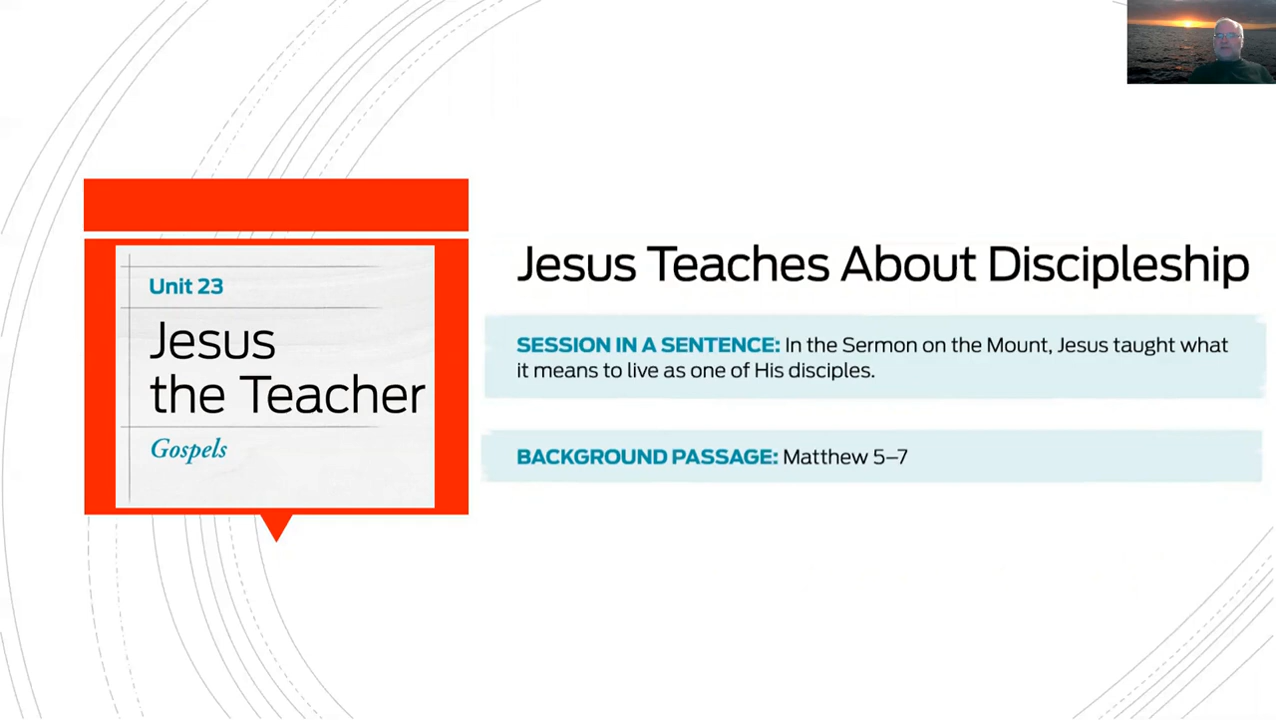 Unit 23
Jesus
the Teacher
Gospels
Jesus Teaches About Discipleship
SESSION IN A SENTENCE: In the Sermon on the Mount, Jesus taught what
it means to live as one of His disciples.
BACKGROUND PASSAGE: Matthew 5–7